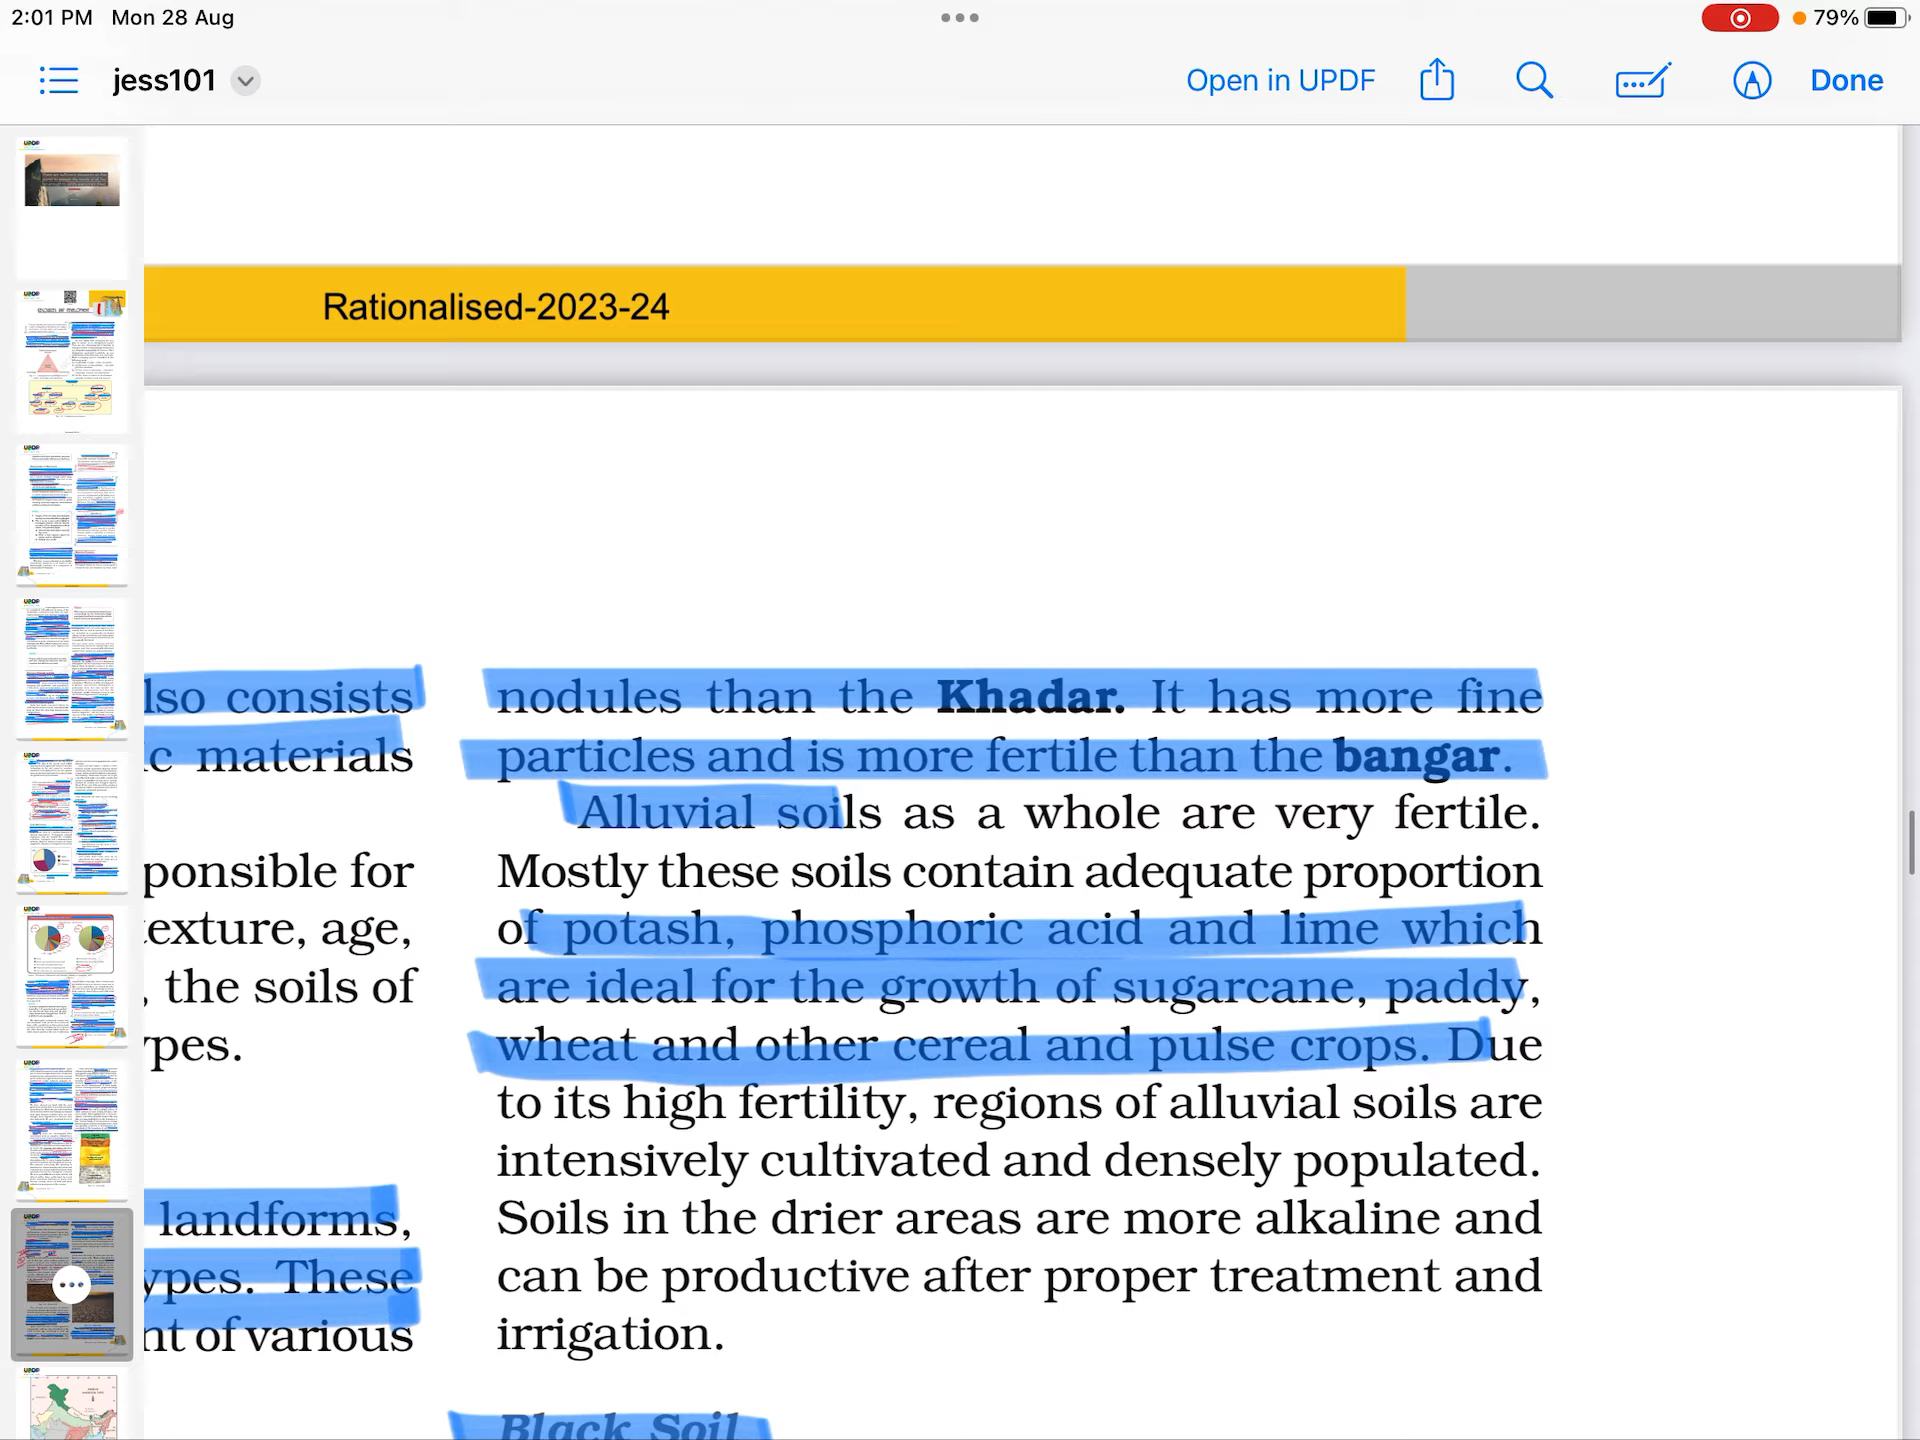 2:01 PM Mon 28 Aug
79%
jess101
Open in UPDF
Done
Rationalised-2023-24
lso consists
c materials
ponsible for
texture, age,
, the soils of
ypes.
landforms,
ypes. These
nt of various
nodules than the Khadar. It has more fine
particles and is more fertile than the bangar.
Alluvial soils as a whole are very fertile.
Mostly these soils contain adequate proportion
of potash, phosphoric acid and lime which
are ideal for the growth of sugarcane, paddy,
wheat and other cereal and pulse crops. Due
to its high fertility, regions of alluvial soils are
intensively cultivated and densely populated.
Soils in the drier areas are more alkaline and
can be productive after proper treatment and
irrigation.
Black Soil